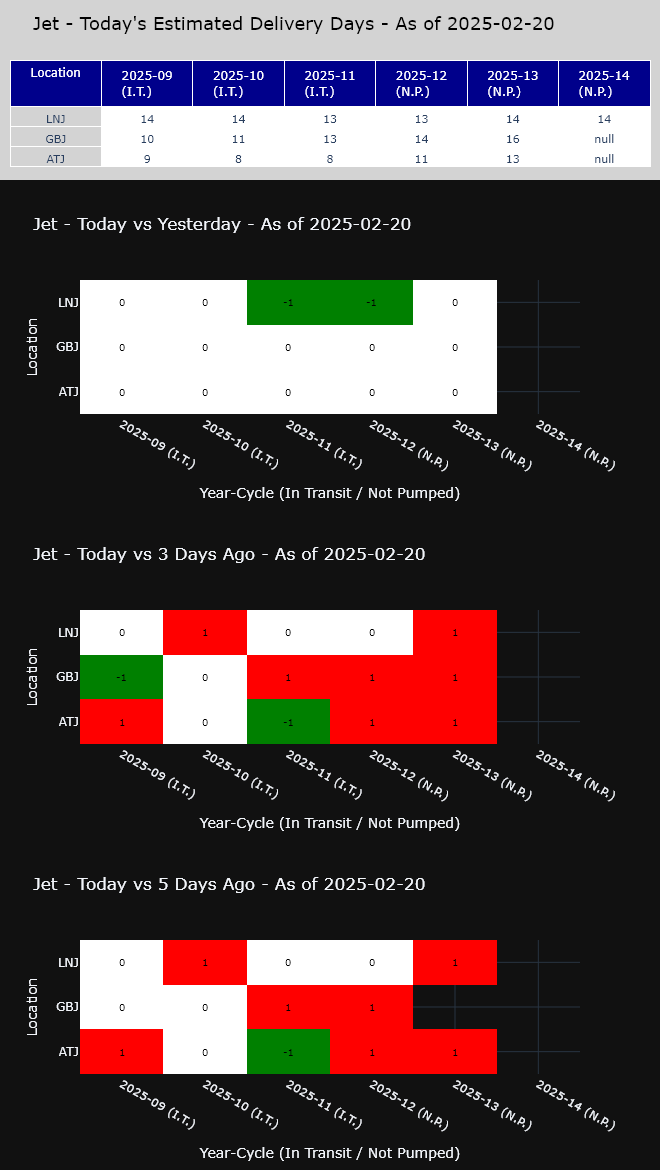 Jet - Today's Estimated Delivery Days - As of 2025-02-20
Location 2025-09 (I.T.) 2025-10 (I.T.) 2025-11 (I.T.) 2025-12 (N.P.) 2025-13 (N.P.) 2025-14 (N.P.)
LNJ 14 14 13 13 14 14
GBJ 10 11 13 14 16 null
ATJ 9 8 8 11 13 null
Jet - Today vs Yesterday - As of 2025-02-20
Location
LNJ 0 0 -1 -1 0
GBJ 0 0 0 0 0
ATJ 0 0 0 0 0
2025-09 (I.T.) 2025-10 (I.T.) 2025-11 (I.T.) 2025-12 (N.P.) 2025-13 (N.P.) 2025-14 (N.P.)
Year-Cycle (In Transit / Not Pumped)
Jet - Today vs 3 Days Ago - As of 2025-02-20
Location
LNJ 0 1 0 0 1
GBJ -1 0 1 1 1
ATJ 1 0 -1 1 1
2025-09 (I.T.) 2025-10 (I.T.) 2025-11 (I.T.) 2025-12 (N.P.) 2025-13 (N.P.) 2025-14 (N.P.)
Year-Cycle (In Transit / Not Pumped)
Jet - Today vs 5 Days Ago - As of 2025-02-20
Location
LNJ 0 1 0 0 1
GBJ 0 0 1 1
ATJ 1 0 -1 1 1
2025-09 (I.T.) 2025-10 (I.T.) 2025-11 (I.T.) 2025-12 (N.P.) 2025-13 (N.P.) 2025-14 (N.P.)
Year-Cycle (In Transit / Not Pumped)